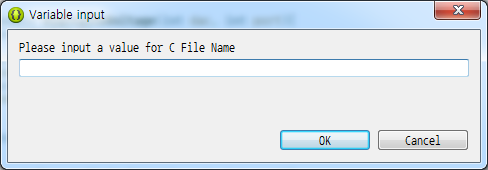 Variable input
Please input a value for C File Name
OK
Cancel